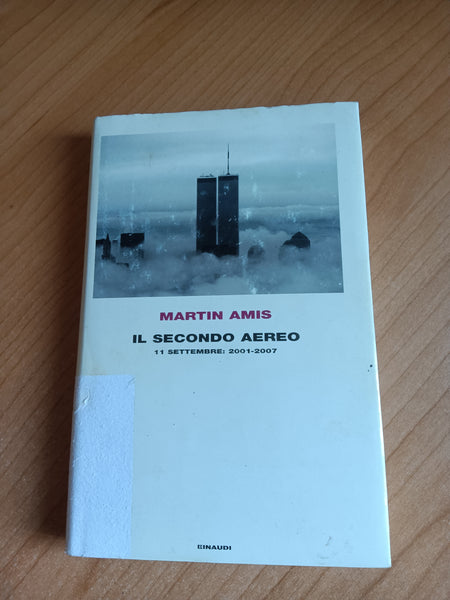 MARTIN AMIS
IL SECONDO AEREO
11 SETTEMBRE: 2001-2007
EINAUDI